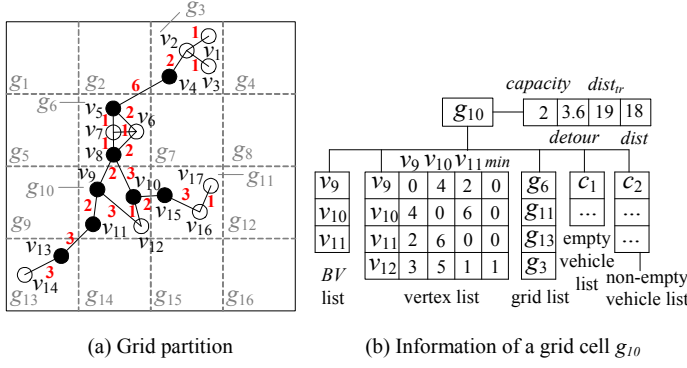 g3
v2
1
v1
2
1
v3
v4
g1
g2
6
g4
g6
v5
2
v6
1
1
v7
1
v8
2
g5
g7
g8
v17
g10
v9
2
3
v10
g11
2
3
1
2
3
1
v15
v16
g9
v11
v12
g12
v13
3
3
v14
g13
g14
g15
g16
(a) Grid partition
capacity disttr
g10
2 3.6 19 18
detour dist
v9 v10 v11 min
v9 v9 0 4 2 0 g6 c1 c2
v10 v10 4 0 6 0 g11 ... ...
v11 v11 2 6 0 0 g13 empty vehicle list ...
v12 3 5 1 1 g3
BV list
vertex list
grid list
non-empty vehicle list
(b) Information of a grid cell g10